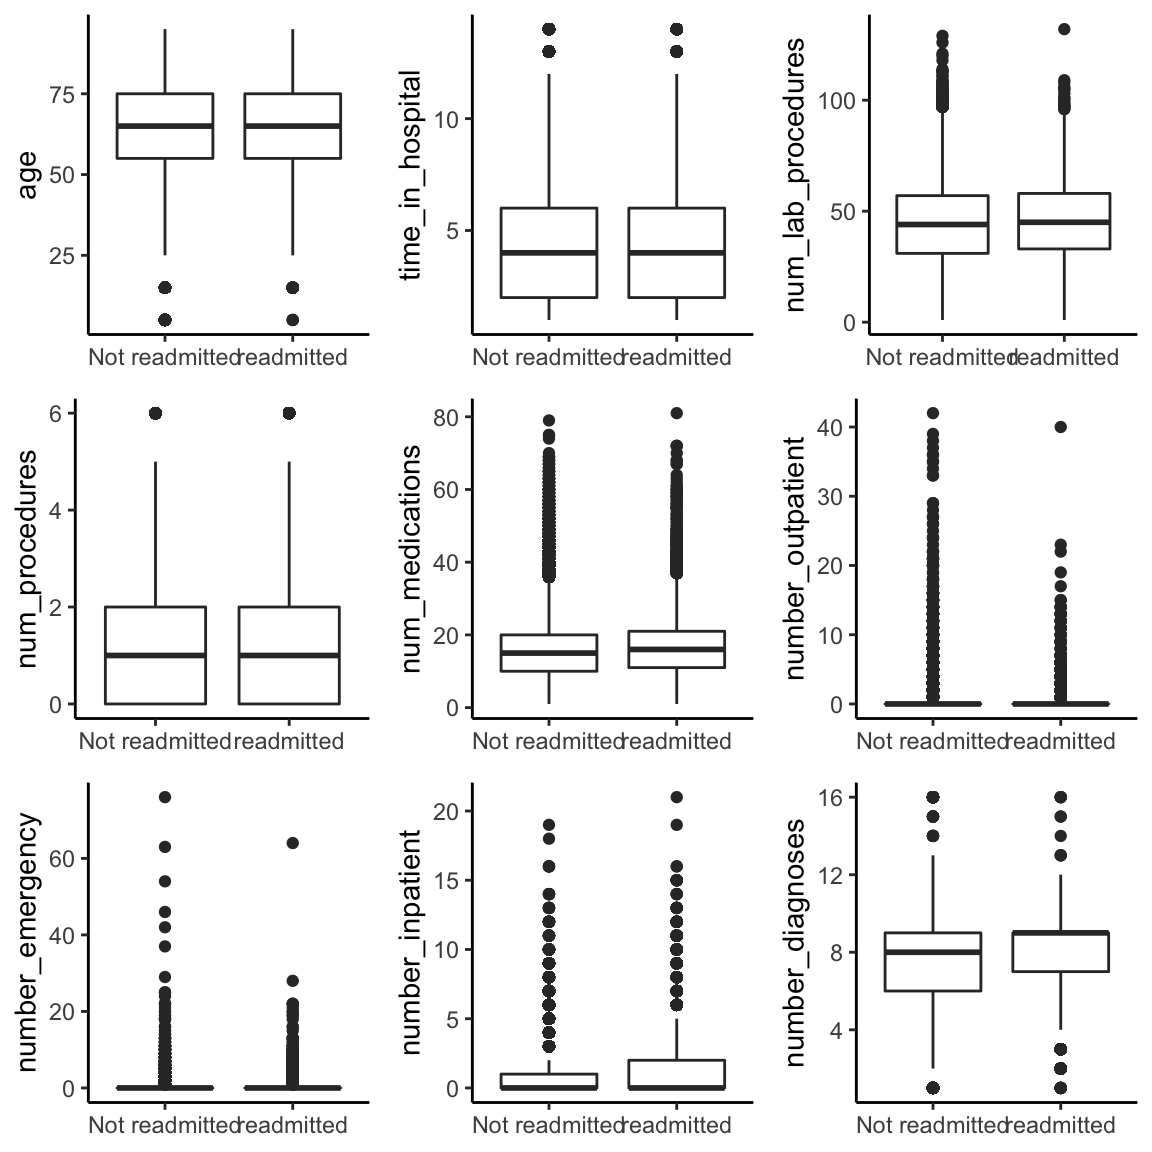 age
75
50
25
Not readmitted readmitted
time_in_hospital
10
5
Not readmitted readmitted
num_lab_procedures
100
50
0
Not readmitted readmitted
num_procedures
6
4
2
0
Not readmitted readmitted
num_medications
80
60
40
20
0
Not readmitted readmitted
number_outpatient
40
30
20
10
0
Not readmitted readmitted
number_emergency
60
40
20
0
Not readmitted readmitted
number_inpatient
20
15
10
5
0
Not readmitted readmitted
number_diagnoses
16
12
8
4
Not readmitted readmitted